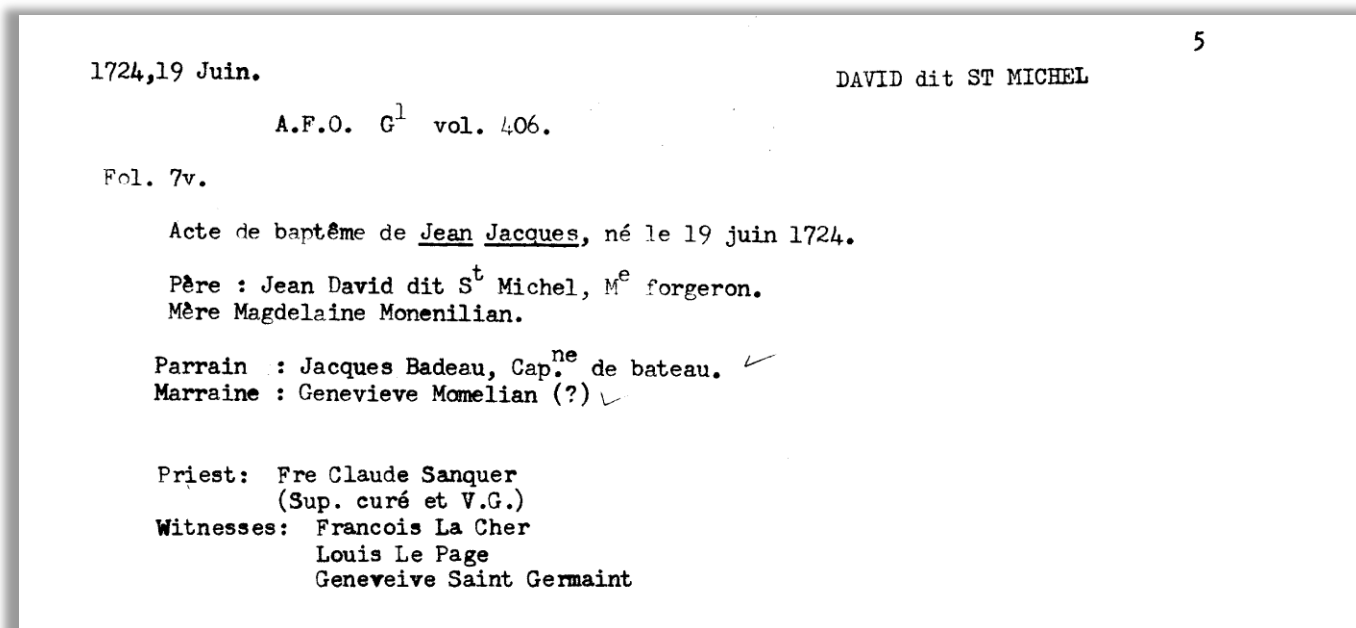 5
1724,19 Juin.
DAVID dit ST MICHEL
A.F.O. G1 vol. 406.
Fol. 7v.
Acte de baptême de Jean Jacques, né le 19 juin 1724.
Père : Jean David dit St Michel, Me forgeron.
Mère Magdelaine Monenilian.
Parrain : Jacques Badeau, Cap.ne de bateau. ✓
Marraine : Genevieve Momelian (?) ✓
Priest: Fre Claude Sanquer
(Sup. curé et V.G.)
Witnesses: Francois La Cher
Louis Le Page
Geneveive Saint Germaint